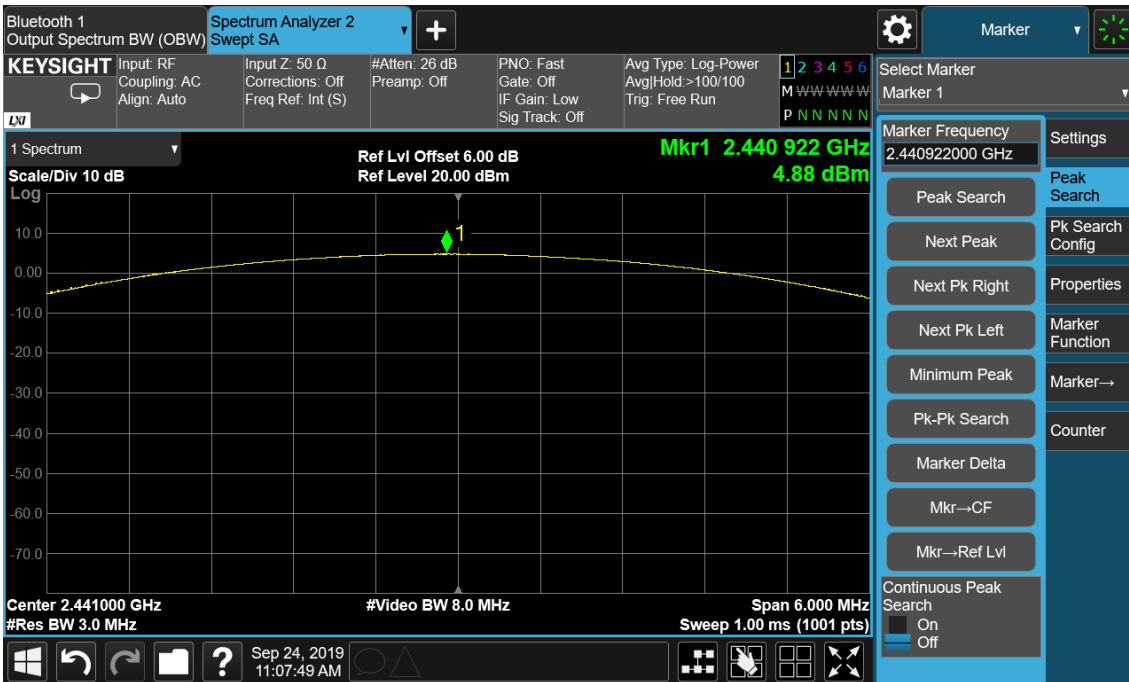 Bluetooth 1
Output Spectrum BW (OBW)
Spectrum Analyzer 2
Swept SA
Marker
KEYSIGHT
LXI
Input: RF
Coupling: AC
Align: Auto
Input Z: 50 Ω
Corrections: Off
Freq Ref: Int (S)
#Atten: 26 dB
Preamp: Off
PNO: Fast
Gate: Off
IF Gain: Low
Sig Track: Off
Avg Type: Log-Power
Avg|Hold:>100/100
Trig: Free Run
1 2 3 4 5 6
M W W W W W
P N N N N N
Select Marker
Marker 1
1 Spectrum
Scale/Div 10 dB
Ref Lvl Offset 6.00 dB
Ref Level 20.00 dBm
Mkr1 2.440 922 GHz
4.88 dBm
Log
10.0
0.00
-10.0
-20.0
-30.0
-40.0
-50.0
-60.0
-70.0
1
Center 2.441000 GHz
#Res BW 3.0 MHz
#Video BW 8.0 MHz
Span 6.000 MHz
Sweep 1.00 ms (1001 pts)
Marker Frequency
2.440922000 GHz
Peak Search
Next Peak
Next Pk Right
Next Pk Left
Minimum Peak
Pk-Pk Search
Marker Delta
Mkr→CF
Mkr→Ref Lvl
Continuous Peak
Search
On
Off
Settings
Peak
Search
Pk Search
Config
Properties
Marker
Function
Marker→
Counter
?
Sep 24, 2019
11:07:49 AM